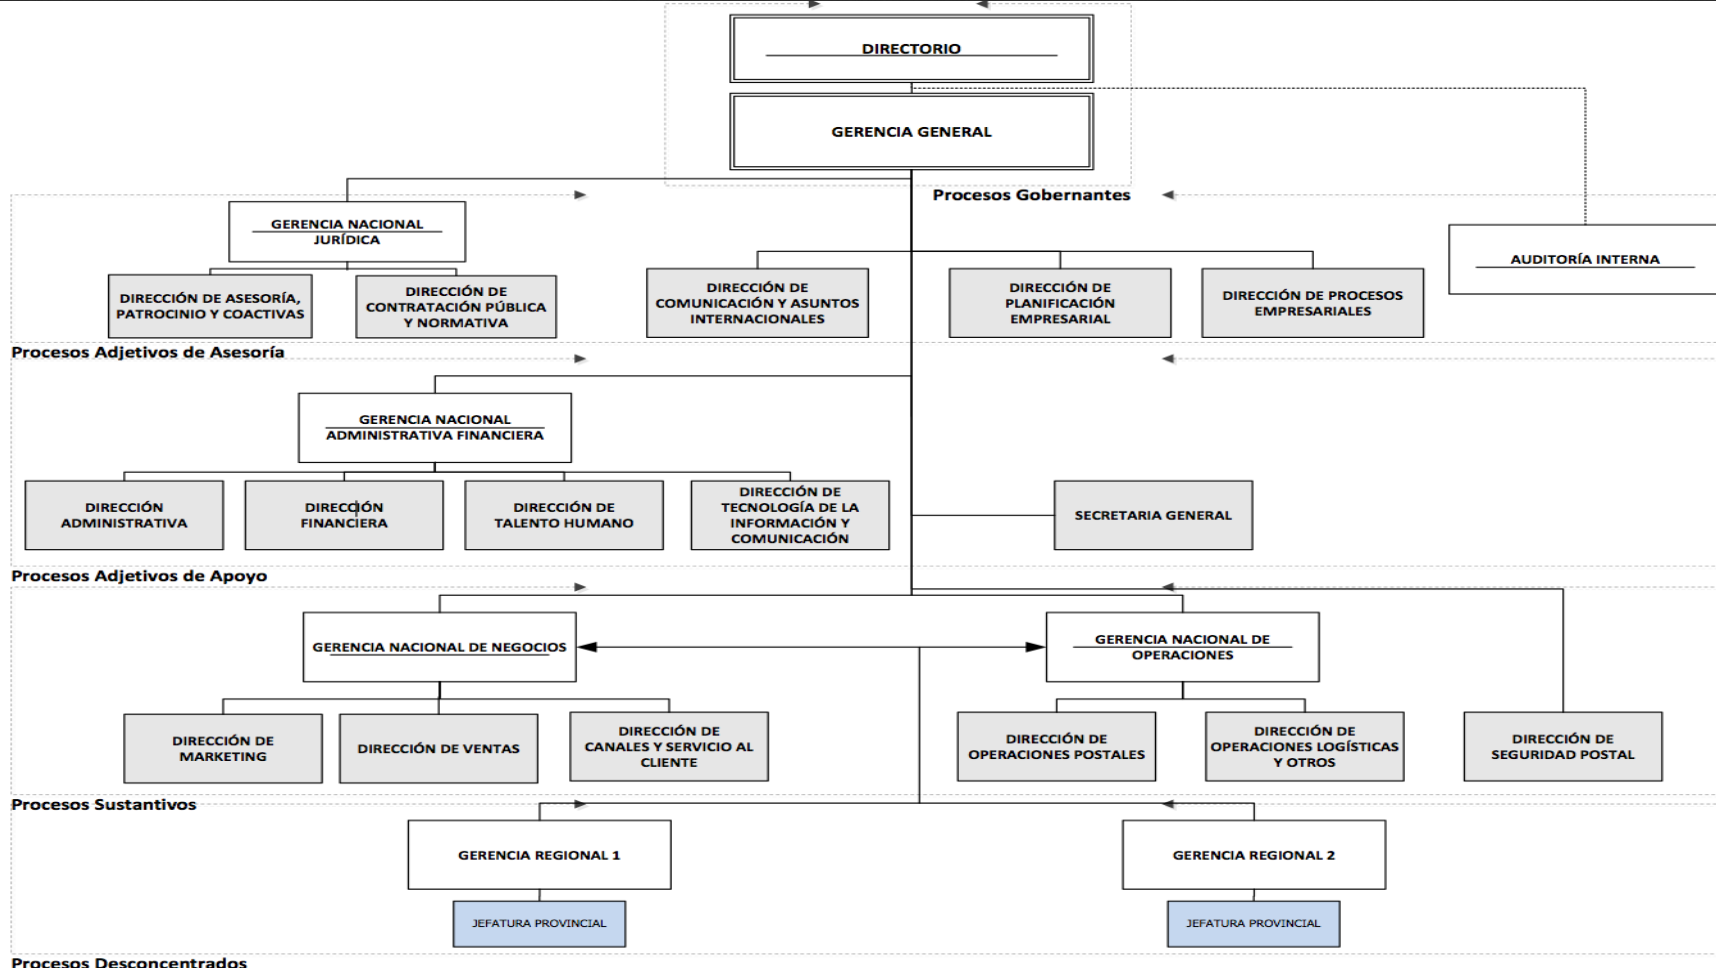 DIRECTORIO
GERENCIA GENERAL
Procesos Gobernantes
GERENCIA NACIONAL
JURÍDICA
AUDITORÍA INTERNA
DIRECCIÓN DE ASESORÍA,
PATROCINIO Y COACTIVAS
DIRECCIÓN DE
CONTRATACIÓN PÚBLICA
Y NORMATIVA
DIRECCIÓN DE
COMUNICACIÓN Y ASUNTOS
INTERNACIONALES
DIRECCIÓN DE
PLANIFICACIÓN
EMPRESARIAL
DIRECCIÓN DE PROCESOS
EMPRESARIALES
Procesos Adjetivos de Asesoría
GERENCIA NACIONAL
ADMINISTRATIVA FINANCIERA
DIRECCIÓN
ADMINISTRATIVA
DIRECCIÓN
FINANCIERA
DIRECCIÓN DE
TALENTO HUMANO
DIRECCIÓN DE
TECNOLOGÍA DE LA
INFORMACIÓN Y
COMUNICACIÓN
SECRETARIA GENERAL
Procesos Adjetivos de Apoyo
GERENCIA NACIONAL DE NEGOCIOS
GERENCIA NACIONAL DE
OPERACIONES
DIRECCIÓN DE
MARKETING
DIRECCIÓN DE VENTAS
DIRECCIÓN DE
CANALES Y SERVICIO AL
CLIENTE
DIRECCIÓN DE
OPERACIONES POSTALES
DIRECCIÓN DE
OPERACIONES LOGÍSTICAS
Y OTROS
DIRECCIÓN DE
SEGURIDAD POSTAL
Procesos Sustantivos
GERENCIA REGIONAL 1
GERENCIA REGIONAL 2
JEFATURA PROVINCIAL
JEFATURA PROVINCIAL
Procesos Desconcentrados